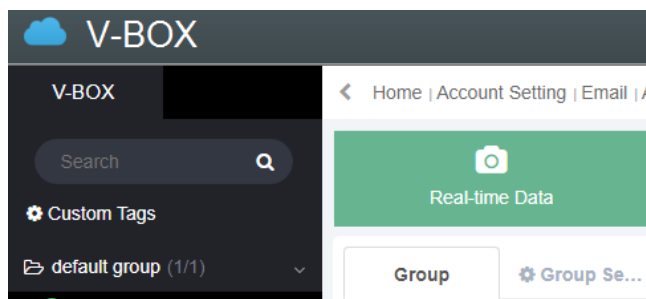 V-BOX
V-BOX
Home | Account Setting | Email |
Search
Real-time Data
Custom Tags
default group (1/1)
Group
Group Se...